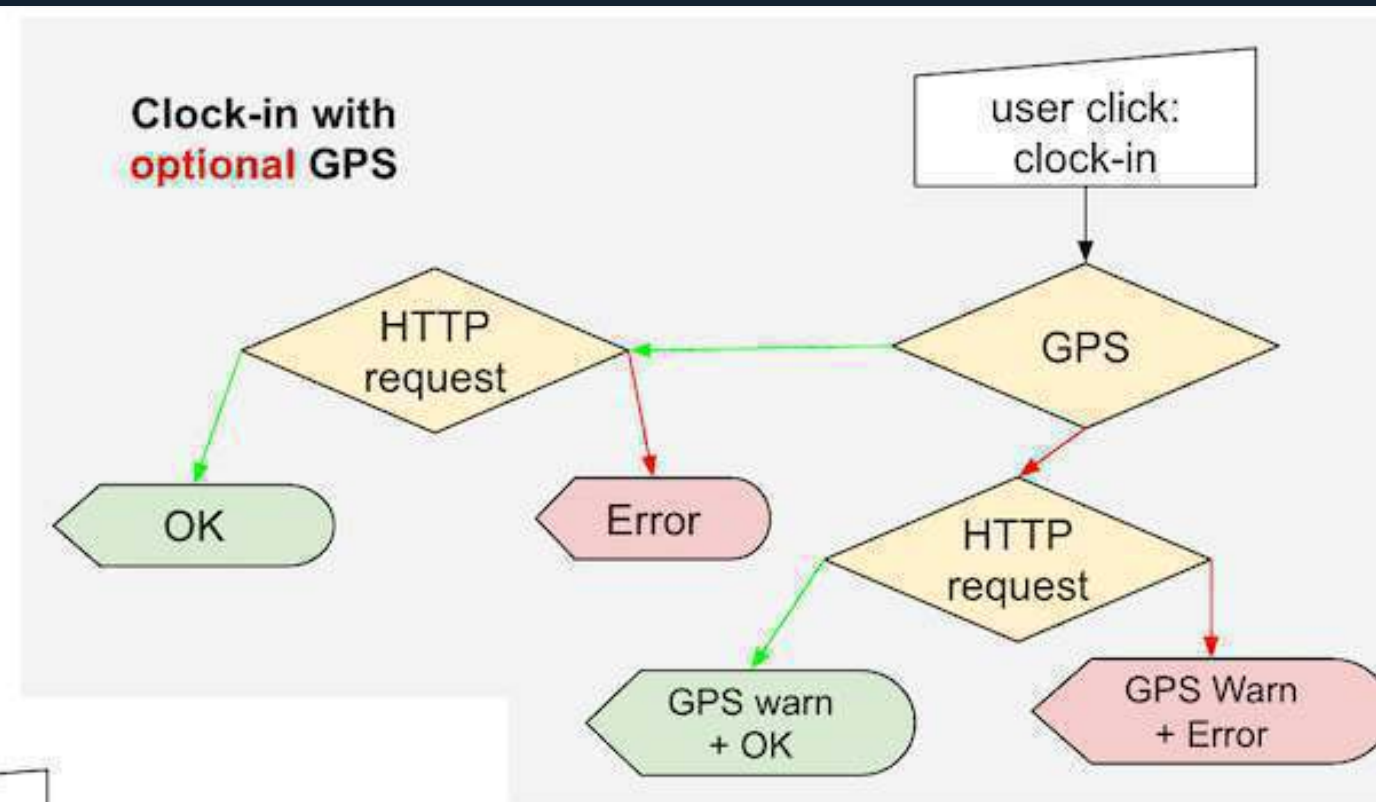 Clock-in with
optional GPS
user click:
clock-in
HTTP
request
GPS
OK
Error
HTTP
request
GPS warn
+ OK
GPS Warn
+ Error